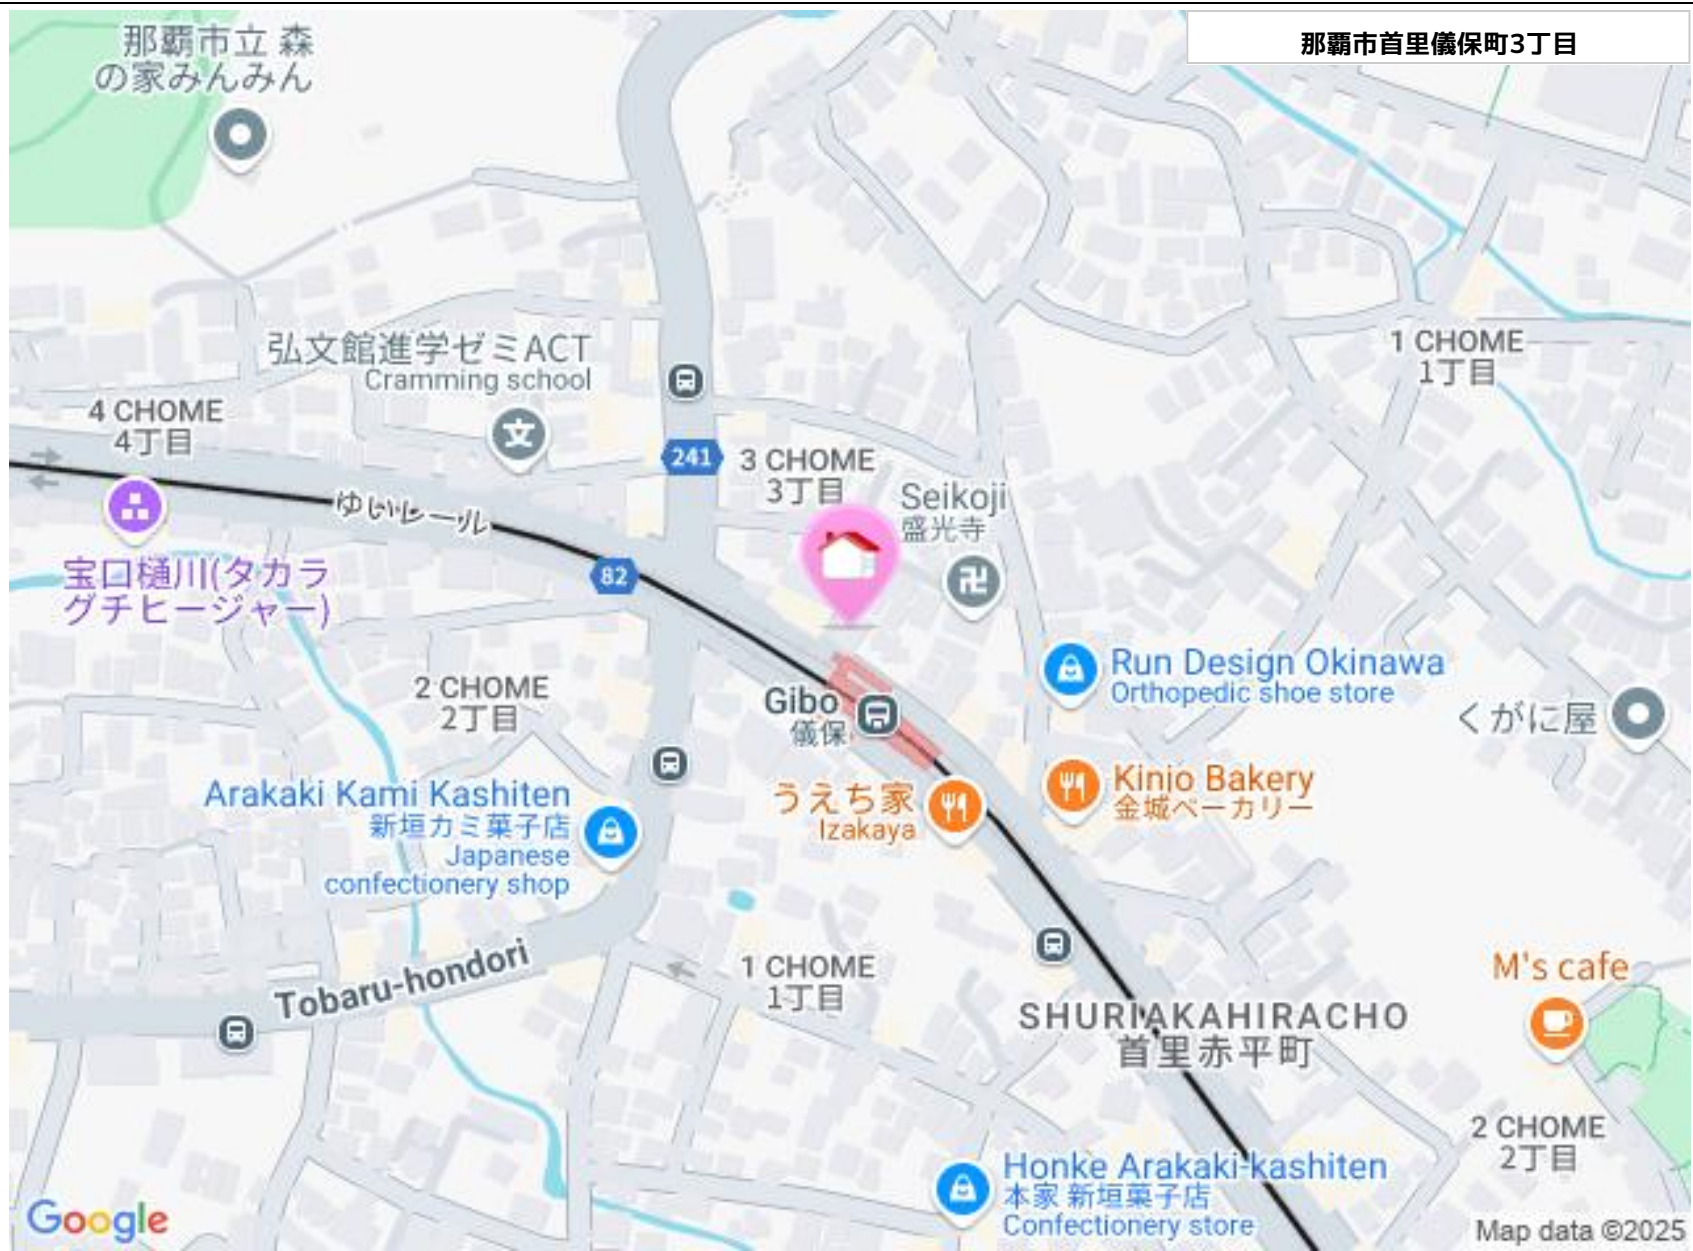 那覇市首里儀保町3丁目
那覇市立 森
の家みんみん
弘文館進学ゼミACT
Cramming school
1 CHOME
1丁目
4 CHOME
4丁目
241
3 CHOME
3丁目
Seikoji
盛光寺
ゆいレール
文
卍
宝口樋川(タカラ
グチヒージャー)
82
Run Design Okinawa
Orthopedic shoe store
2 CHOME
2丁目
Gibo
儀保
くがに屋
Arakaki Kami Kashiten
新垣カミ菓子店
Japanese
confectionery shop
うえち家
Izakaya
Kinjo Bakery
金城ベーカリー
Tobaru-hondori
1 CHOME
1丁目
M's cafe
SHURIAKAHIRACHO
首里赤平町
2 CHOME
2丁目
Honke Arakaki-kashiten
本家 新垣菓子店
Confectionery store
Google
Map data ©2025